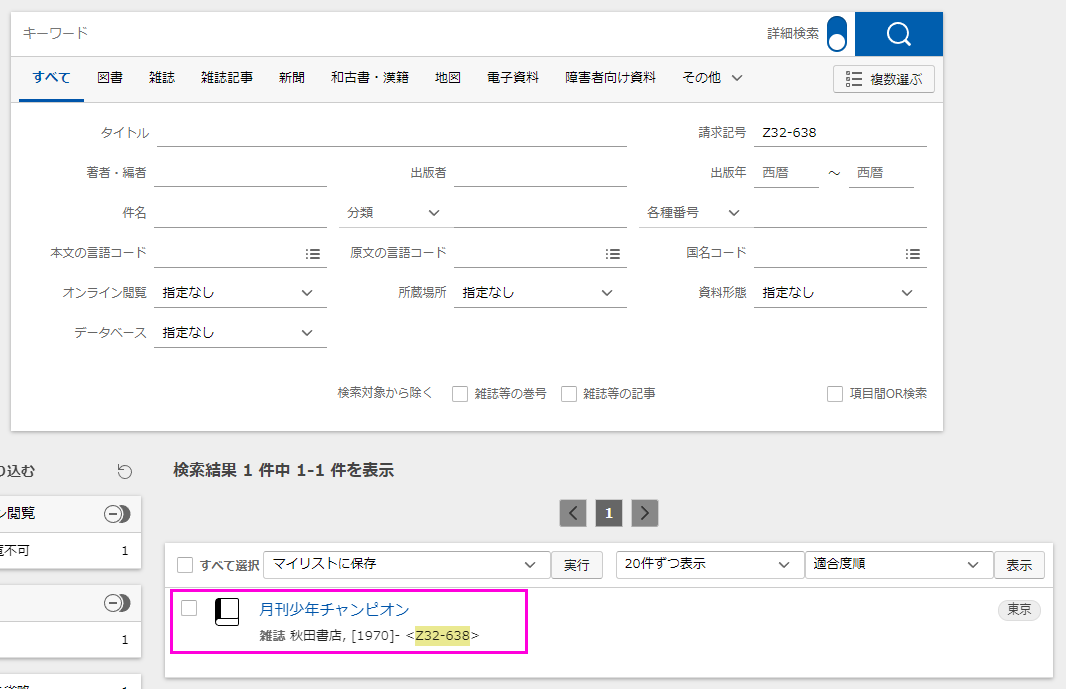 キーワード 詳細検索
すべて 図書 雑誌 雑誌記事 新聞 和古書・漢籍 地図 電子資料 障害者向け資料 その他 複数選ぶ
タイトル 請求記号 Z32-638
著者・編者 出版者 出版年 西暦 ～ 西暦
件名 分類 各種番号
本文の言語コード 原文の言語コード 国名コード
オンライン閲覧 指定なし 所蔵場所 指定なし 資料形態 指定なし
データベース 指定なし
検索対象から除く 雑誌等の巻号 雑誌等の記事 項目間OR検索
り込む 検索結果 1 件中 1-1 件を表示
ン閲覧 1
覧不可 1
すべて選択 マイリストに保存 実行 20件ずつ表示 適合度順 表示
月刊少年チャンピオン 東京
雑誌 秋田書店, [1970]- <Z32-638>
1